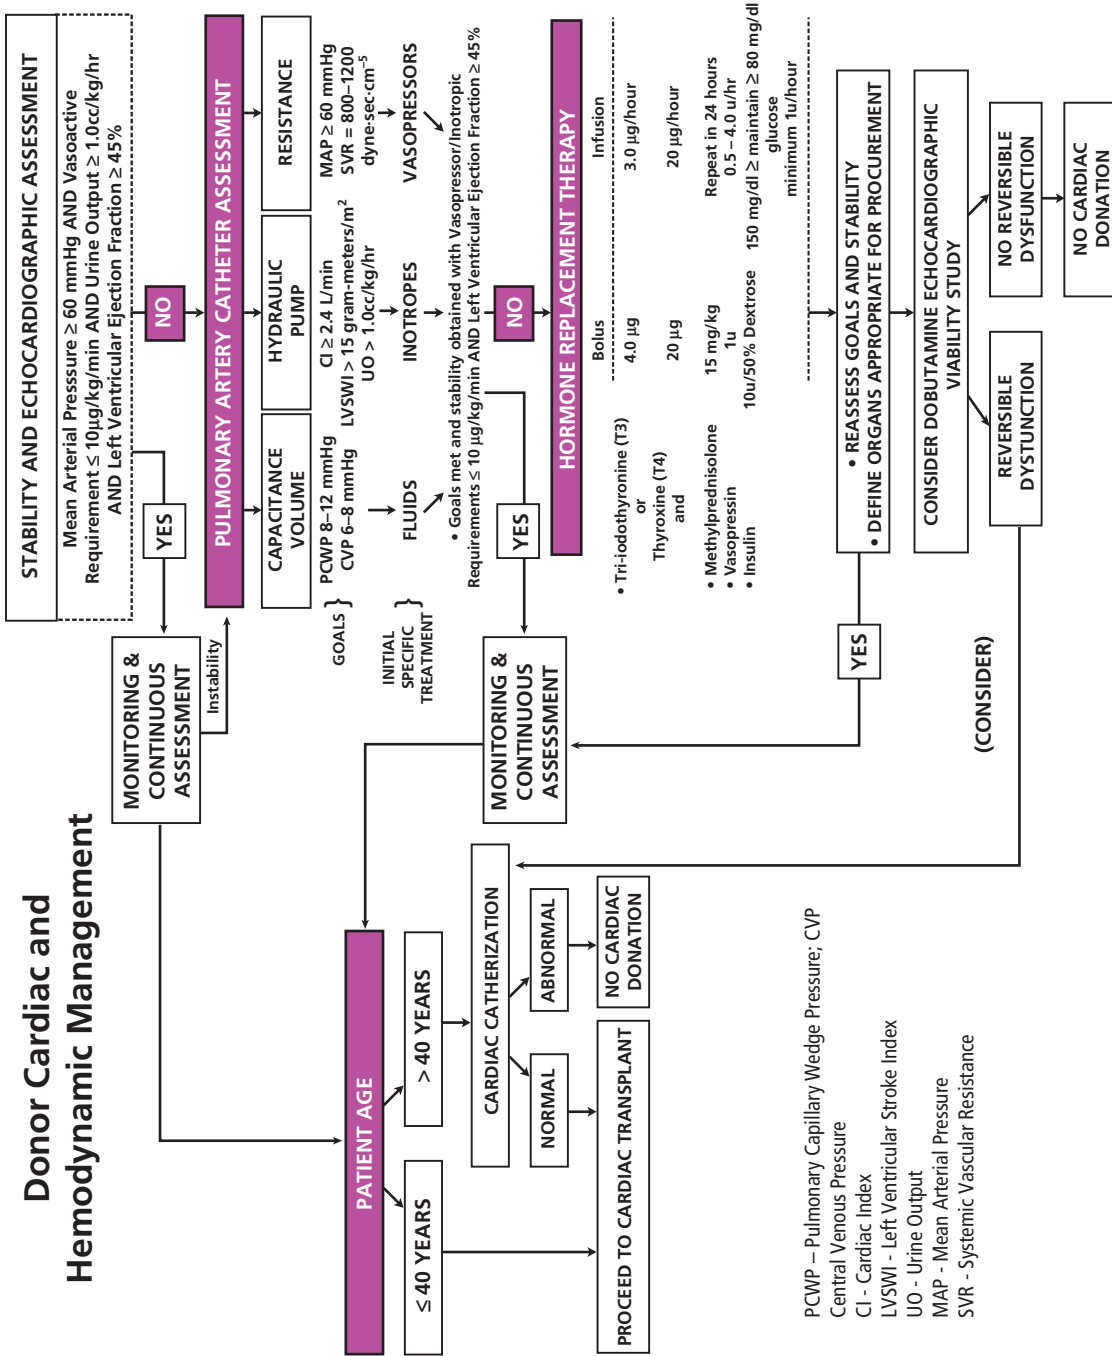 Donor Cardiac and
Hemodynamic Management
STABILITY AND ECHOCARDIOGRAPHIC ASSESSMENT
Mean Arterial Presssure ≥ 60 mmHg AND Vasoactive
Requirement ≤ 10µg/kg/min AND Urine Output ≥ 1.0cc/kg/hr
AND Left Ventricular Ejection Fraction ≥ 45%
YES
NO
MONITORING &
CONTINUOUS
ASSESSMENT
Instability
PULMONARY ARTERY CATHETER ASSESSMENT
CAPACITANCE
VOLUME
HYDRAULIC
PUMP
RESISTANCE
GOALS
PCWP 8–12 mmHg
CVP 6–8 mmHg
CI ≥ 2.4 L/min
LVSWI > 15 gram-meters/m²
UO > 1.0cc/kg/hr
MAP ≥ 60 mmHg
SVR = 800–1200
dyne·sec·cm⁻⁵
INITIAL
SPECIFIC
TREATMENT
FLUIDS
INOTROPES
VASOPRESSORS
• Goals met and stability obtained with Vasopressor/Inotropic
Requirements ≤ 10 µg/kg/min AND Left Ventricular Ejection Fraction ≥ 45%
YES
NO
MONITORING &
CONTINUOUS
ASSESSMENT
HORMONE REPLACEMENT THERAPY
Bolus Infusion
• Tri-iodothyronine (T3) 4.0 µg 3.0 µg/hour
or
Thyroxine (T4) 20 µg 20 µg/hour
and
• Methylprednisolone 15 mg/kg Repeat in 24 hours
• Vasopressin 1u 0.5 – 4.0 u/hr
• Insulin 10u/50% Dextrose 150 mg/dl ≥ maintain ≥ 80 mg/dl
glucose
minimum 1u/hour
YES
• REASSESS GOALS AND STABILITY
• DEFINE ORGANS APPROPRIATE FOR PROCUREMENT
CONSIDER DOBUTAMINE ECHOCARDIOGRAPHIC
VIABILITY STUDY
REVERSIBLE
DYSTUNCTION
NO REVERSIBLE
DYSFUNCTION
NO CARDIAC
DONATION
(CONSIDER)
PATIENT AGE
≤ 40 YEARS
> 40 YEARS
CARDIAC CATHERIZATION
NORMAL
ABNORMAL
PROCEED TO CARDIAC TRANSPLANT
NO CARDIAC
DONATION
PCWP – Pulmonary Capillary Wedge Pressure; CVP
Central Venous Pressure
CI - Cardiac Index
LVSWI - Left Ventricular Stroke Index
UO - Urine Output
MAP - Mean Arterial Pressure
SVR - Systemic Vascular Resistance